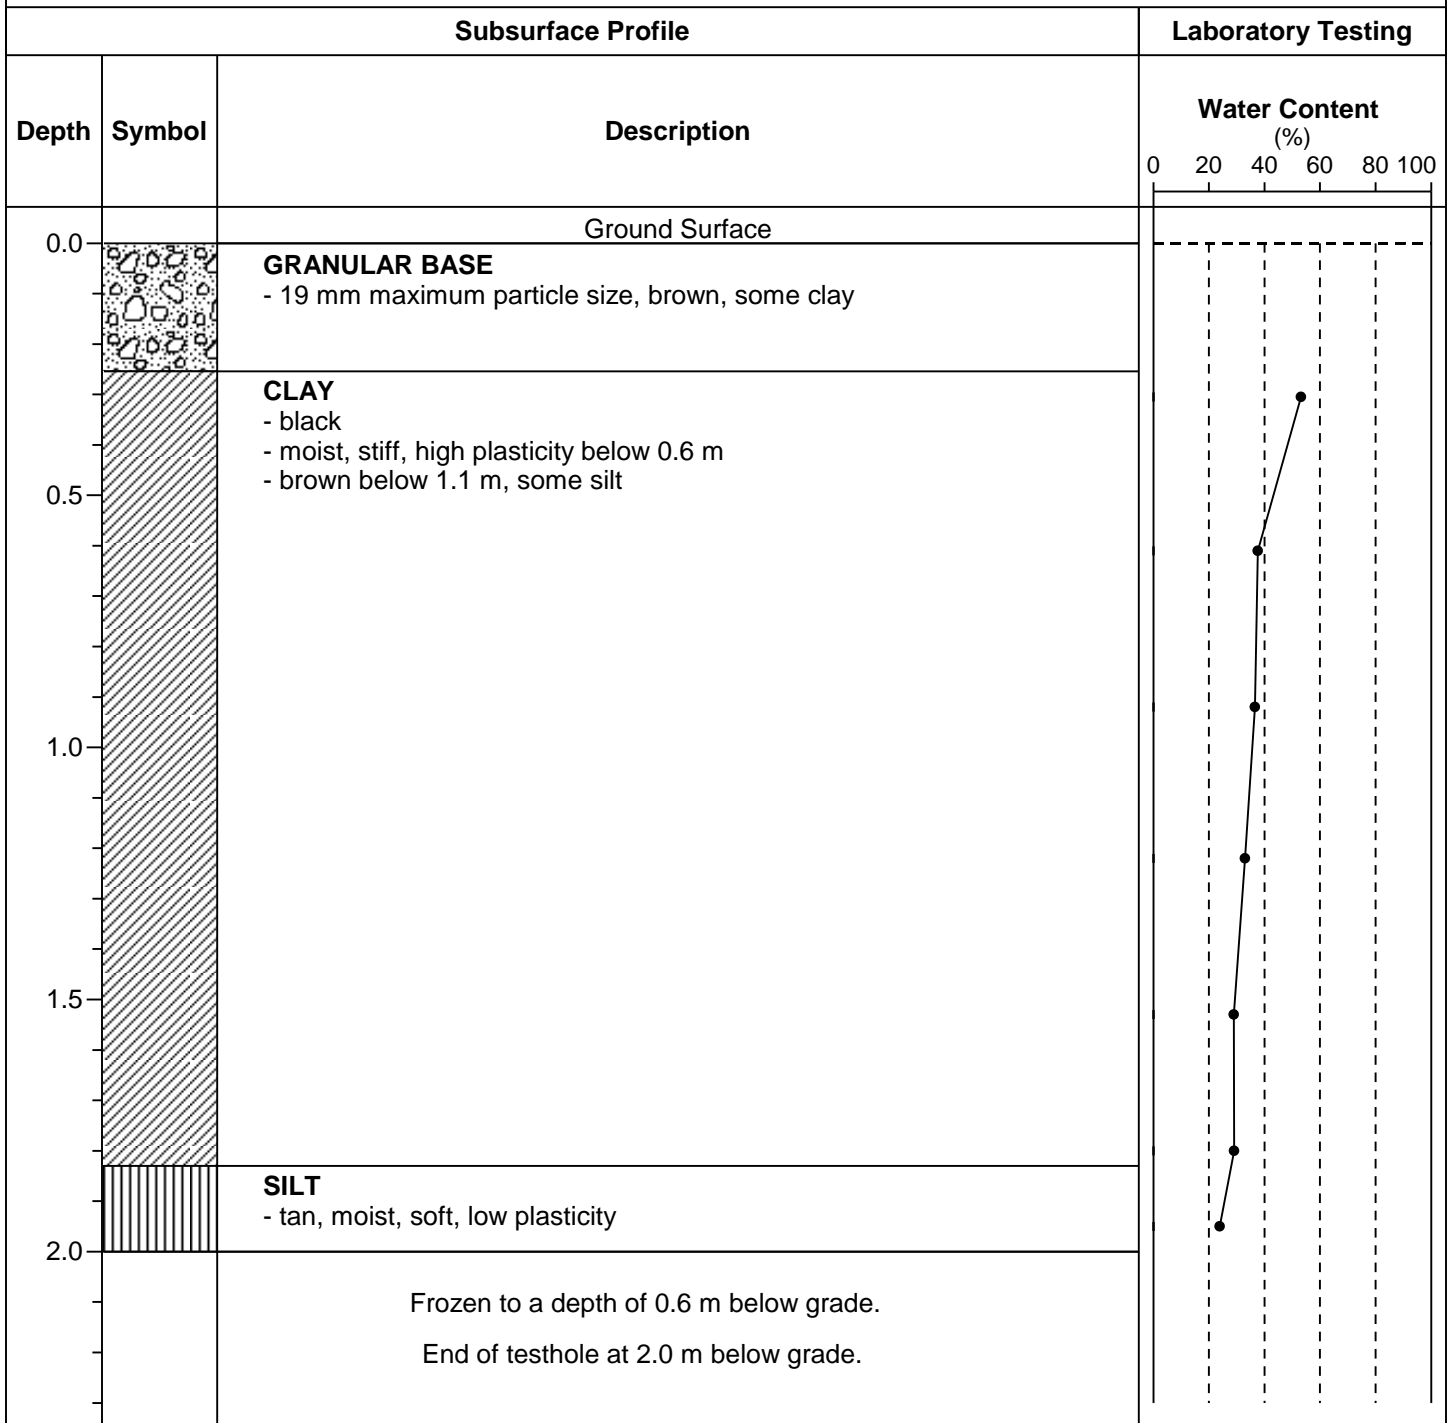 Subsurface Profile
Laboratory Testing
Depth
Symbol
Description
Water Content
(%)
0 20 40 60 80 100
Ground Surface
0.0
GRANULAR BASE
- 19 mm maximum particle size, brown, some clay
CLAY
- black
- moist, stiff, high plasticity below 0.6 m
- brown below 1.1 m, some silt
0.5
1.0
1.5
SILT
- tan, moist, soft, low plasticity
2.0
Frozen to a depth of 0.6 m below grade.
End of testhole at 2.0 m below grade.